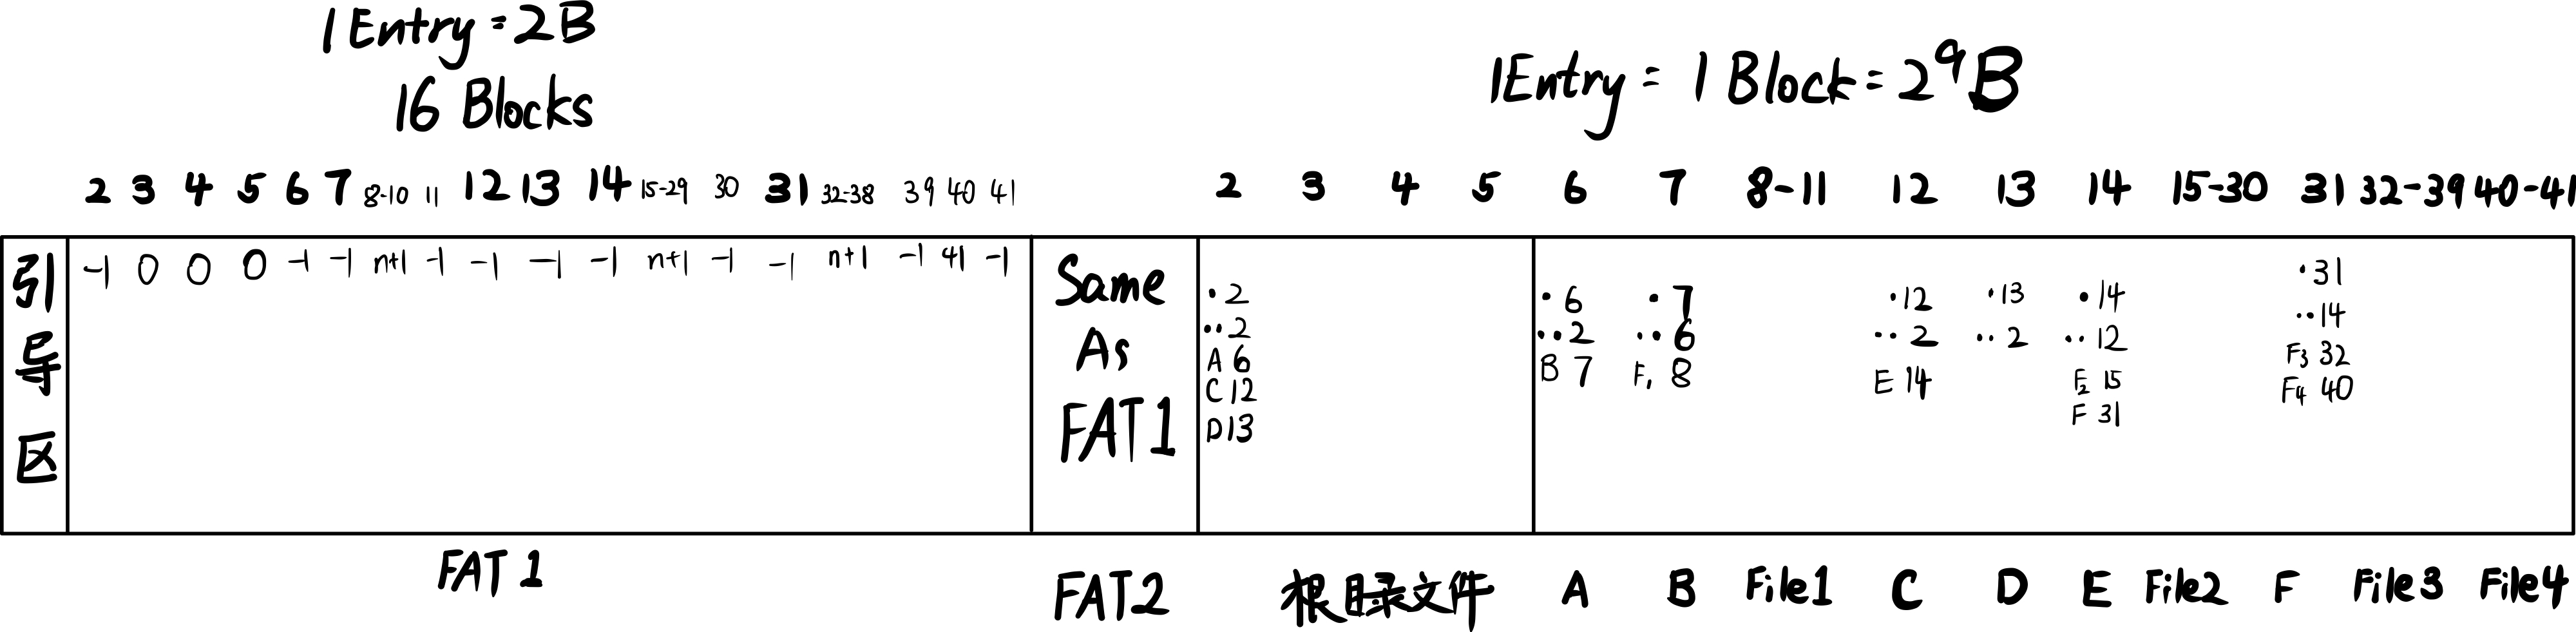 1 Entry = 2B
16 Blocks
1Entry = 1 Block = 2⁹B
2 3 4 5 6 7 8-10 11 12 13 14 15-29 30 31 32-38 39 40 41
2 3 4 5 6 7 8-11 12 13 14 15-30 31 32-39 40-41
引导区
-1 0 0 0 -1 -1 n+1 -1 -1 -1 -1 n+1 -1 -1 n+1 -1 41 -1
Same
As
FAT1
. 2
.. 2
A 6
C 12
D 13
. 6
.. 2
B 7
. 7
.. 6
F₁ 8
. 12
.. 2
E 14
. 13
.. 2
. 14
.. 12
F₂ 15
F 31
. 31
.. 14
F₃ 32
F₄ 40
FAT 1
FAT2
根目录文件
A B File1 C D E File2 F File3 File4